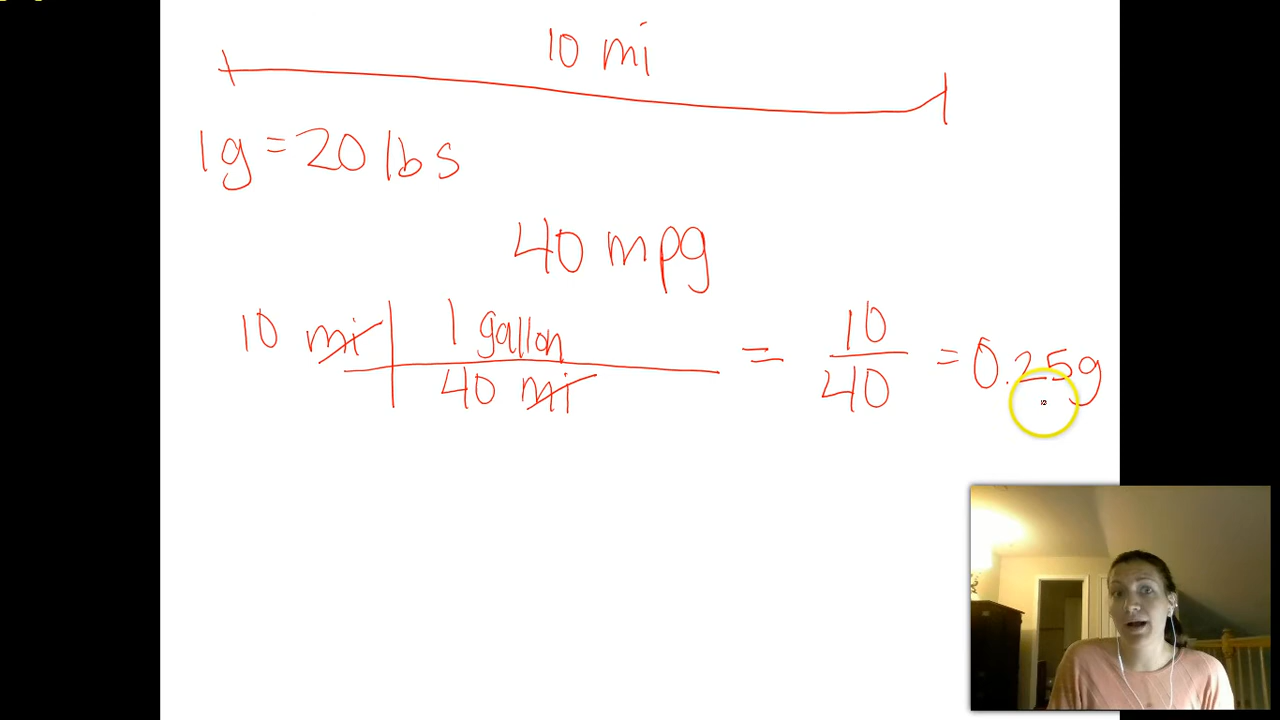 10 mi
1g = 20 lbs
40 mpg
10 mi | 1 gallon = 10 = 0.25g
40 mi 40